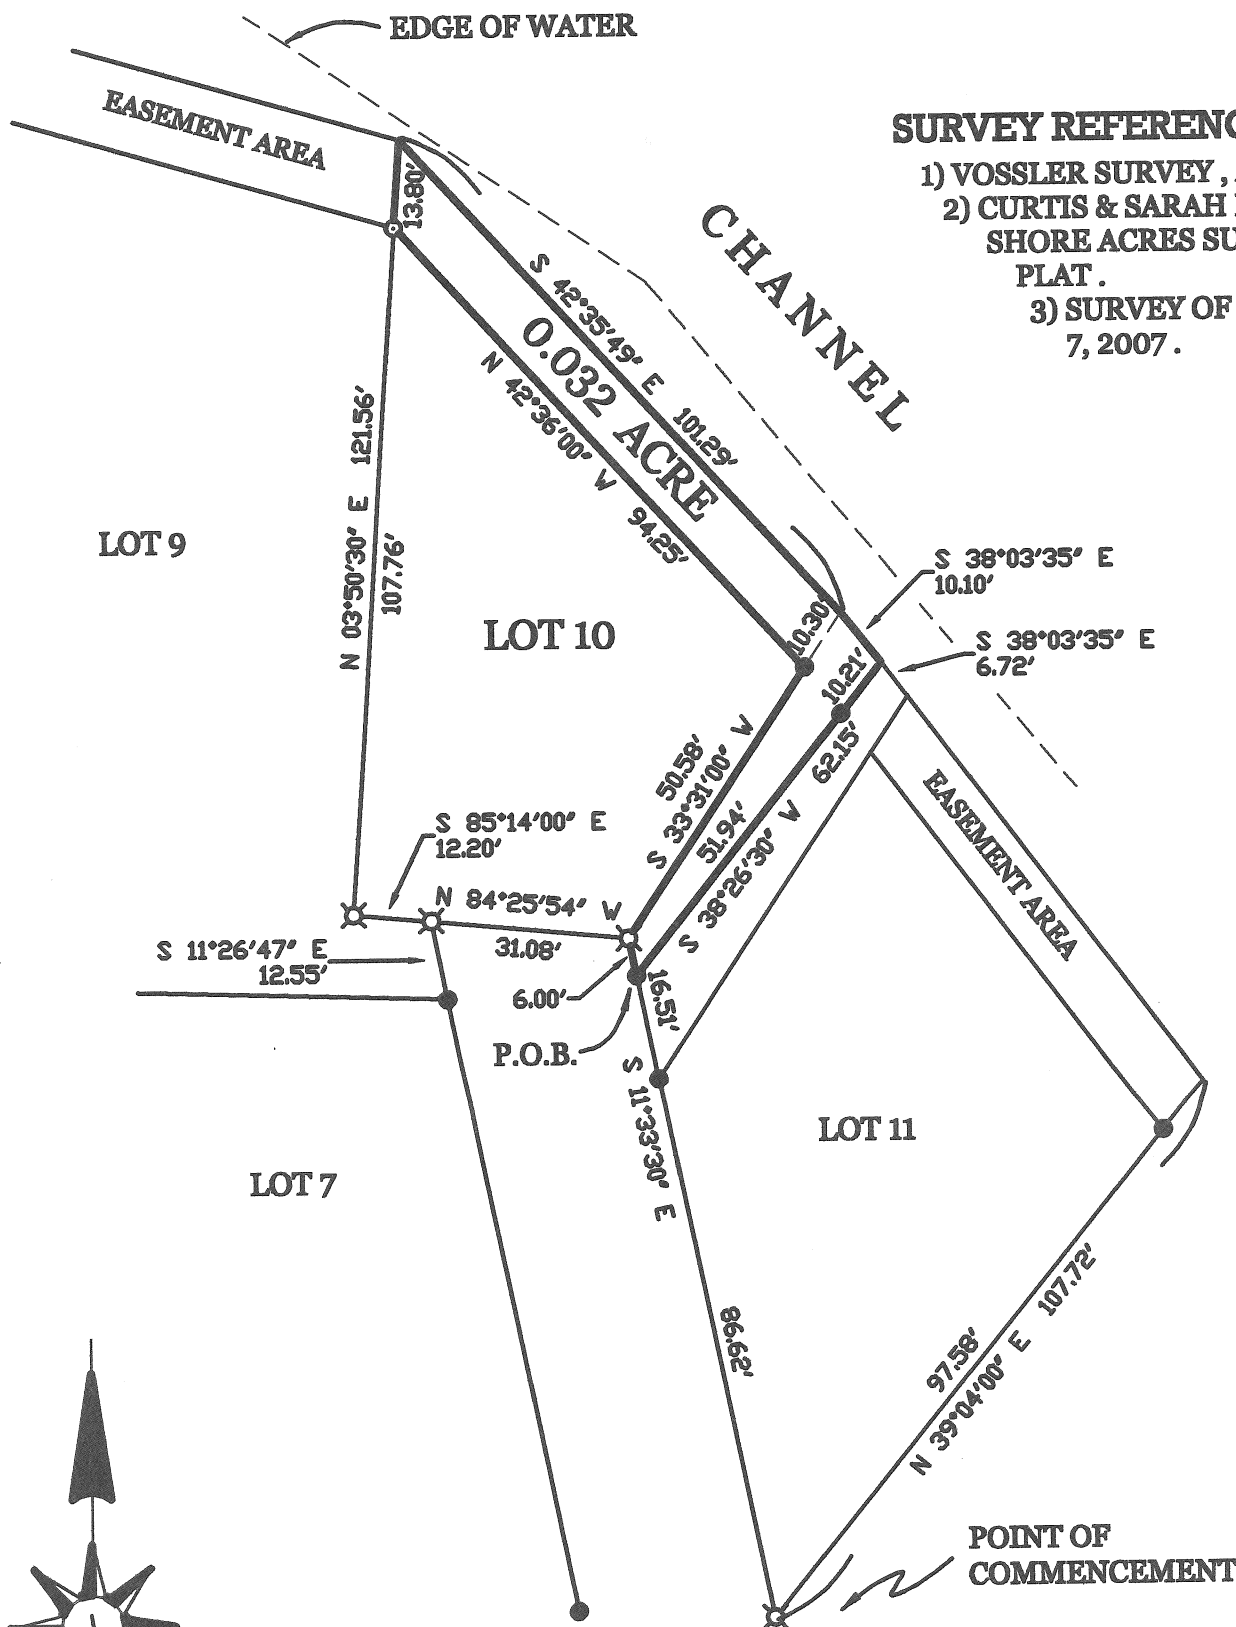 EDGE OF WATER
EASEMENT AREA
SURVEY REFERENC
1) VOSSLER SURVEY ,
2) CURTIS & SARAH
SHORE ACRES SU
PLAT .
3) SURVEY OF
7, 2007 .
13.80'
CHANNEL
S 42°35'49" E 101.29'
0.032 ACRE
N 42°36'00" W 94.25'
N 03°50'30" E 121.56'
107.76'
LOT 9
LOT 10
S 38°03'35" E
10.10'
10.30'
S 38°03'35" E
6.72'
10.21'
62.15'
50.58'
S 33°31'00" W
51.94'
S 38°26'30" W
EASEMENT AREA
S 85°14'00" E
12.20'
N 84°25'54" W
31.08'
S 11°26'47" E
12.55'
6.00'
16.51'
P.O.B.
S 11°33'30" E
LOT 11
LOT 7
86.62'
97.58'
N 39°04'00" E 107.72'
POINT OF
COMMENCEMENT